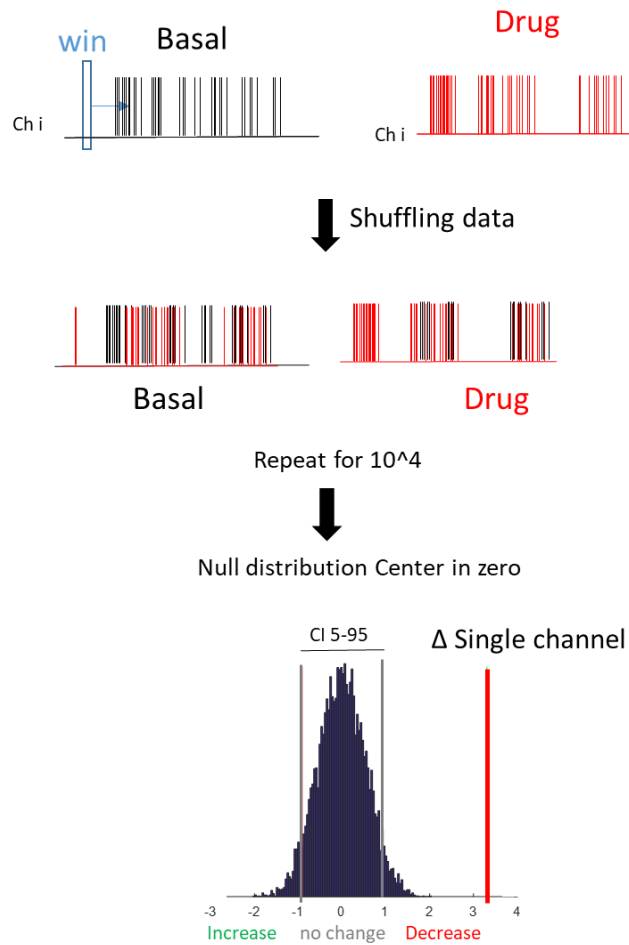 win
Basal
Drug
Ch i
Ch i
Shuffling data
Basal
Drug
Repeat for 10^4
Null distribution Center in zero
CI 5-95
Δ Single channel
-3 -2 -1 0 1 2 3 4
Increase no change Decrease